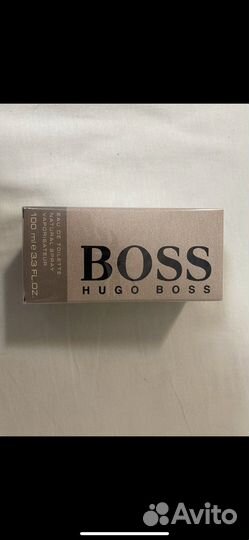 EAU DE TOILETTE
NATURAL SPRAY
VAPORISATEUR
100 ml e 3.3 FL.OZ.
BOSS
HUGO BOSS
Avito